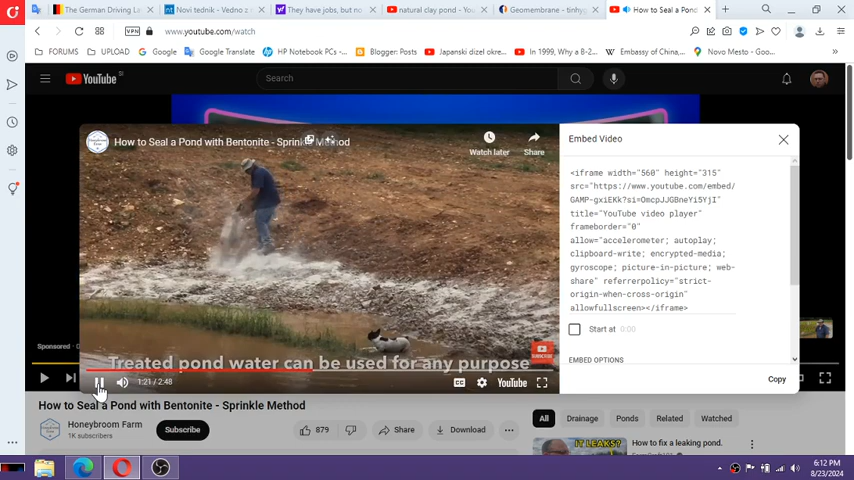 The German Driving La
Novi tednik - Vedno z
They have jobs, but no
natural clay pond - You
Geomembrane - tinhyg
How to Seal a Pond
www.youtube.com/watch
FORUMS
UPLOAD
Google
Google Translate
HP Notebook PCs -...
Blogger: Posts
Japanski dizel okre...
In 1999, Why a B-2...
Embassy of China,...
Novo Mesto - Go...
YouTube
SI
Search
How to Seal a Pond with Bentonite - Sprinkle Method
Watch later
Share
Treated pond water can be used for any purpose
SUBSCRIBE
1:21 / 2:48
YouTube
Embed Video
<iframe width="560" height="315"
src="https://www.youtube.com/embed/
GAMP-gxiEKk?si=OmcpJJGBneYi5YjI"
title="YouTube video player"
frameborder="0"
allow="accelerometer; autoplay;
clipboard-write; encrypted-media;
gyroscope; picture-in-picture; web-
share" referrerpolicy="strict-
origin-when-cross-origin"
allowfullscreen></iframe>
Start at 0:00
EMBED OPTIONS
Copy
Sponsored
How to Seal a Pond with Bentonite - Sprinkle Method
Honeybroom Farm
1K subscribers
Subscribe
879
Share
Download
All
Drainage
Ponds
Related
Watched
IT LEAKS?
How to fix a leaking pond.
6:12 PM
8/23/2024